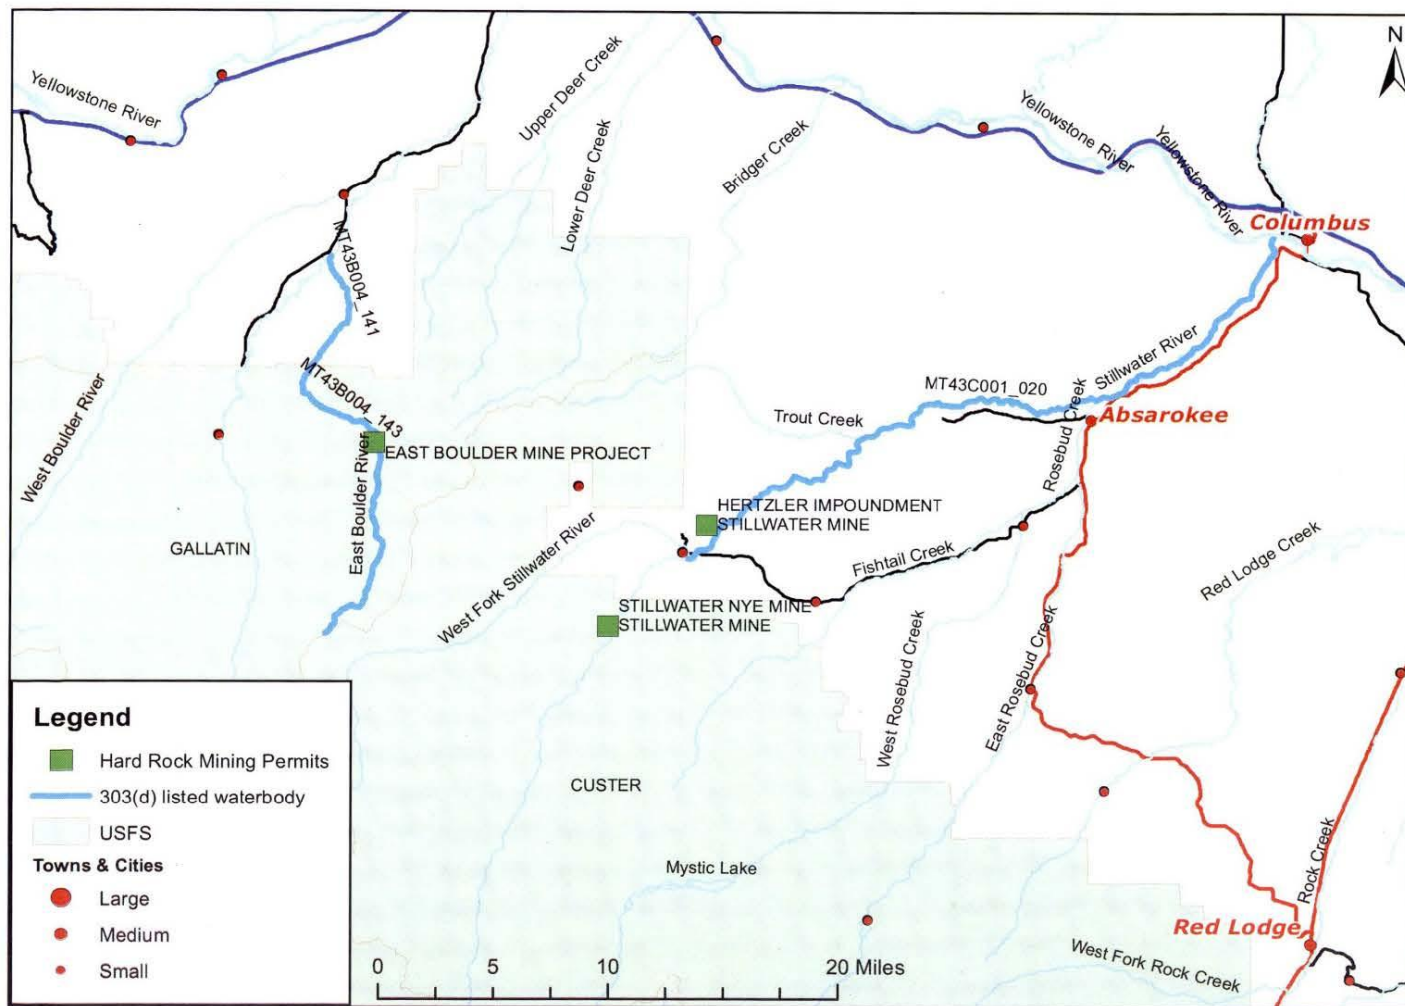 N
Yellowstone River
Upper Deer Creek
Lower Deer Creek
Bridger Creek
Yellowstone River
Yellowstone River
Columbus
MT43B004_141
MT43B004_143
West Boulder River
EAST BOULDER MINE PROJECT
East Boulder River
GALLATIN
Trout Creek
MT43C001_020
Stillwater River
Absarokee
Rosebud Creek
HERTZLER IMPOUNDMENT
STILLWATER MINE
West Fork Stillwater River
Fishtail Creek
Red Lodge Creek
STILLWATER NYE MINE
STILLWATER MINE
West Rosebud Creek
East Rosebud Creek
CUSTER
Mystic Lake
Rock Creek
Red Lodge
West Fork Rock Creek
Legend
Hard Rock Mining Permits
303(d) listed waterbody
USFS
Towns & Cities
Large
Medium
Small
0 5 10 20 Miles